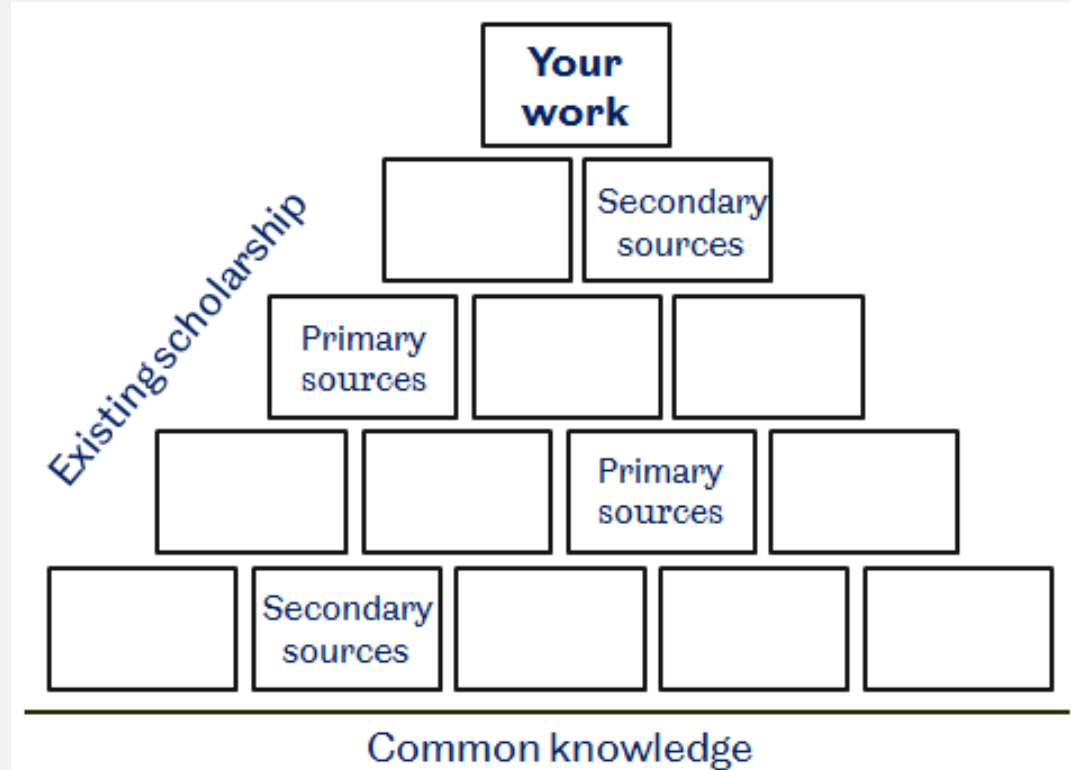 Your
work
Secondary
sources
Existing scholarship
Primary
sources
Primary
sources
Secondary
sources
Common knowledge